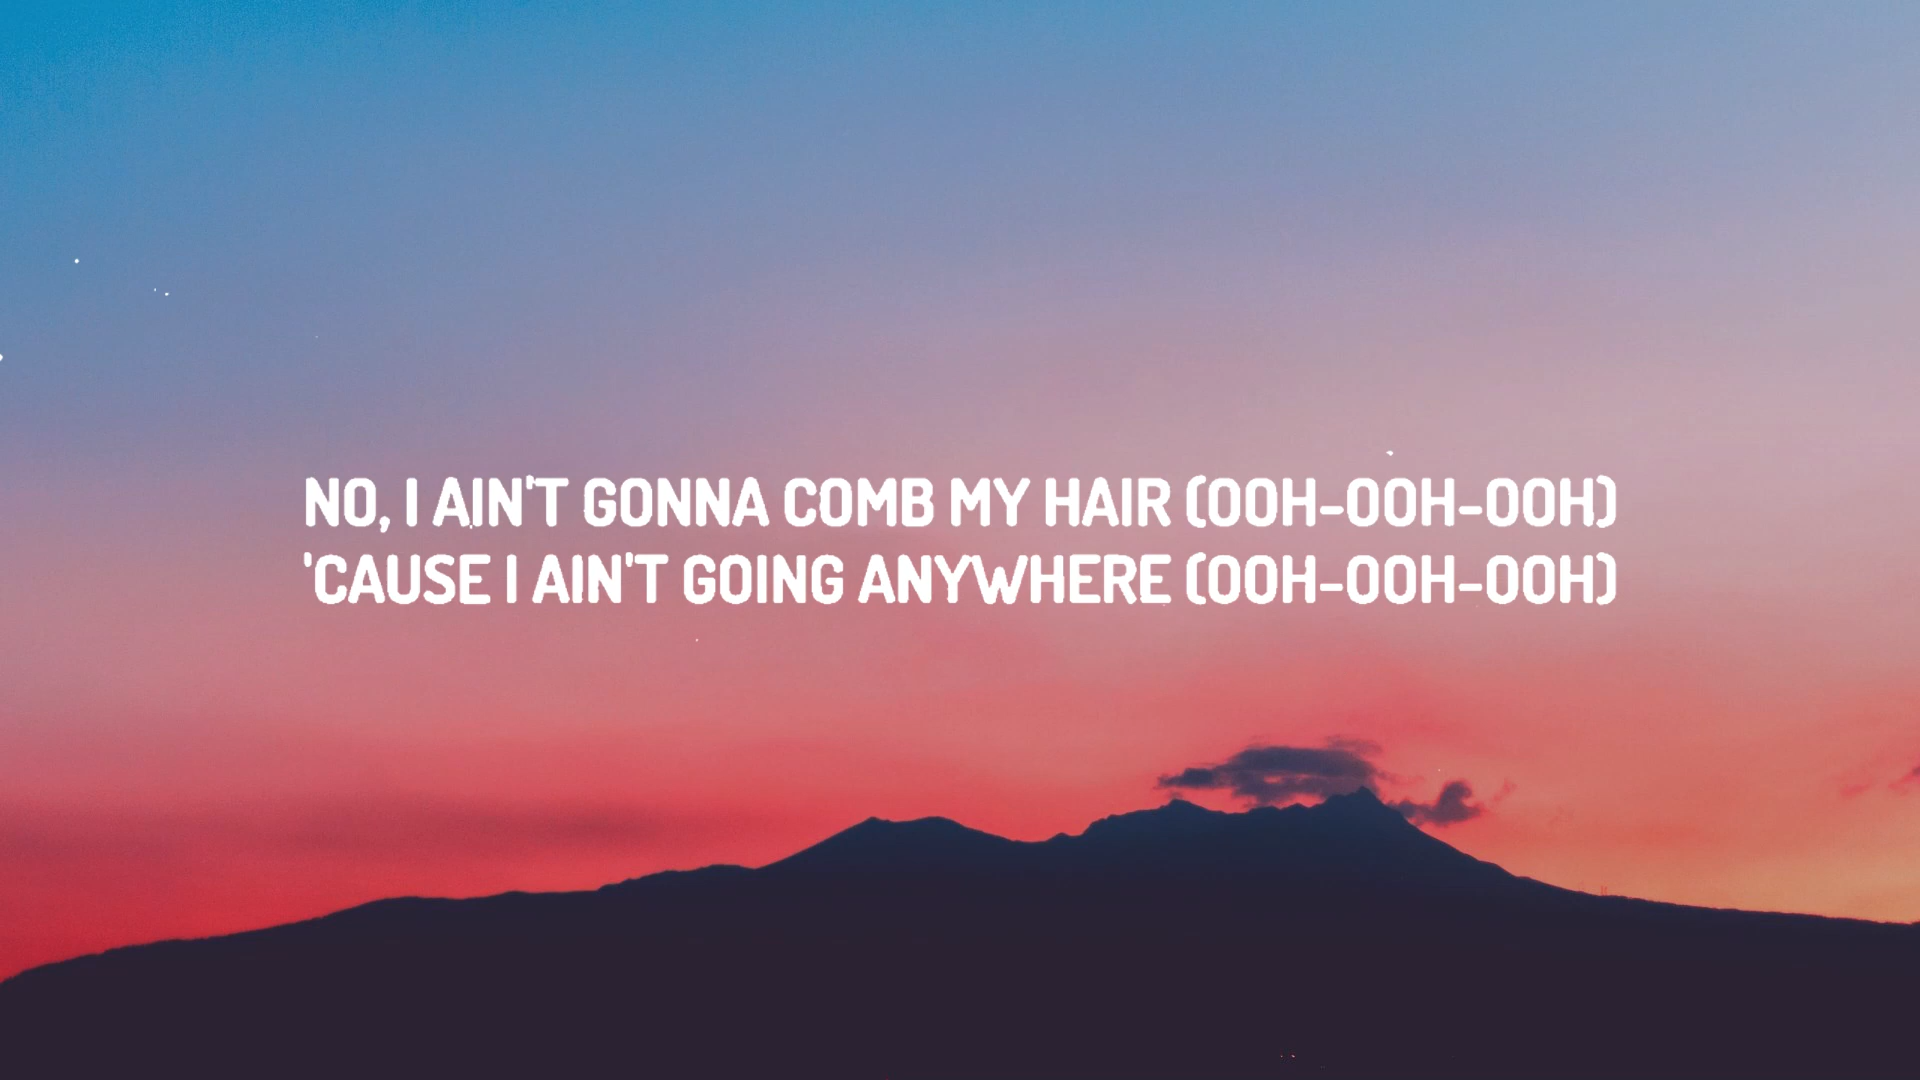 NO, I AIN'T GONNA COMB MY HAIR (OOH-OOH-OOH)
'CAUSE I AIN'T GOING ANYWHERE (OOH-OOH-OOH)